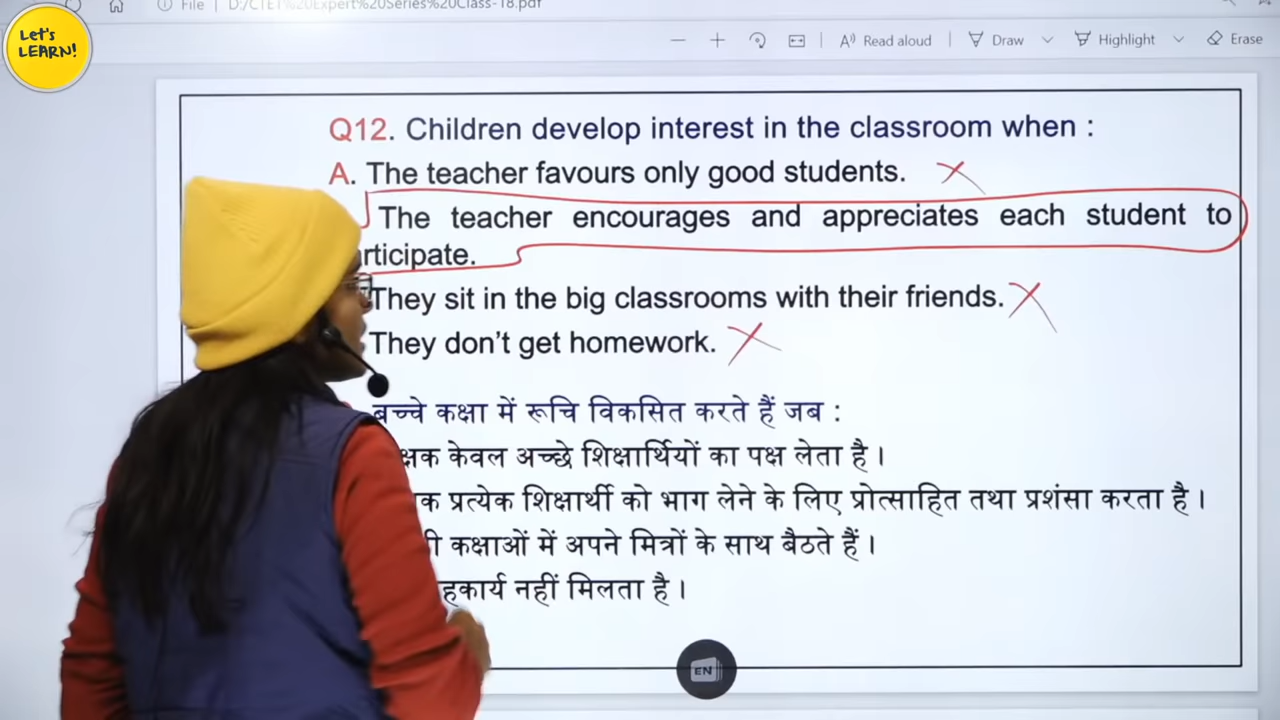 Let's
LEARN!
File | D:/CTET%20Expert%20Series%20Class-18.pdf
Read aloud
Draw
Highlight
Erase
Q12. Children develop interest in the classroom when :
A. The teacher favours only good students.
The teacher encourages and appreciates each student to
rticipate.
They sit in the big classrooms with their friends.
They don't get homework.
बच्चे कक्षा में रूचि विकसित करते हैं जब :
क्षक केवल अच्छे शिक्षार्थियों का पक्ष लेता है।
क प्रत्येक शिक्षार्थी को भाग लेने के लिए प्रोत्साहित तथा प्रशंसा करता है।
ी कक्षाओं में अपने मित्रों के साथ बैठते हैं।
हकार्य नहीं मिलता है।
EN